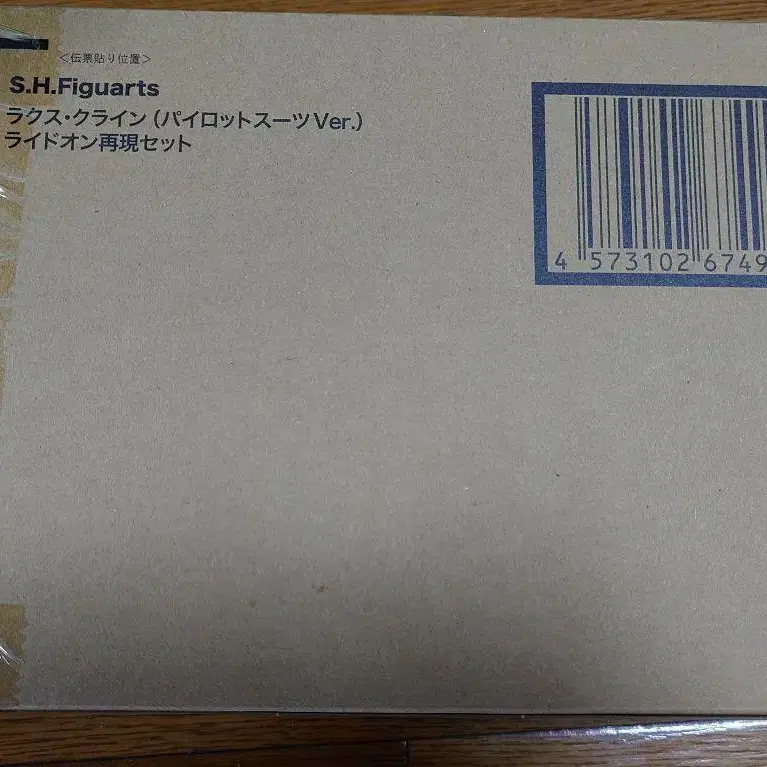 <伝票貼り位置>
S.H.Figuarts
ラクス・クライン(パイロットスーツVer.)
ライドオン再現セット
4 573102 6749